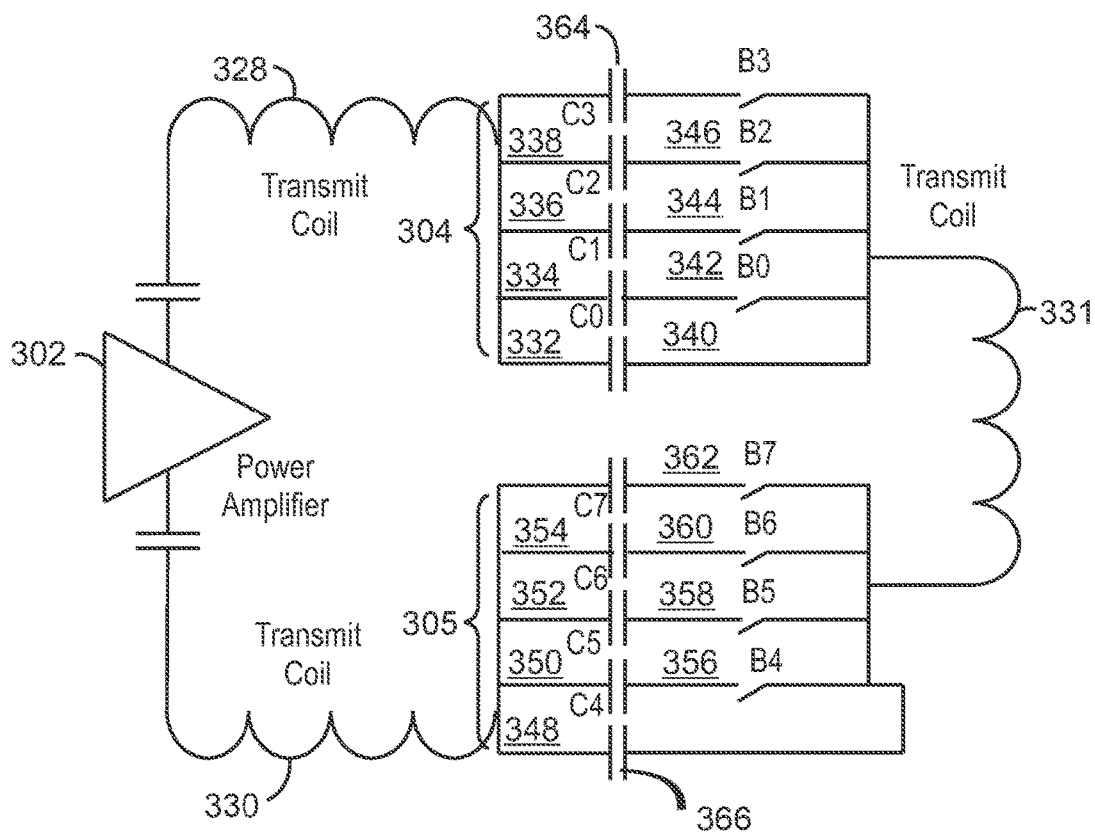 364
B3
328
C3
338
346
B2
Transmit
Coil
C2
336
344
B1
Transmit
Coil
304
C1
334
342
B0
C0
332
340
331
302
Power
Amplifier
362
B7
C7
354
360
B6
C6
352
358
B5
305
Transmit
Coil
C5
350
356
B4
C4
348
330
366